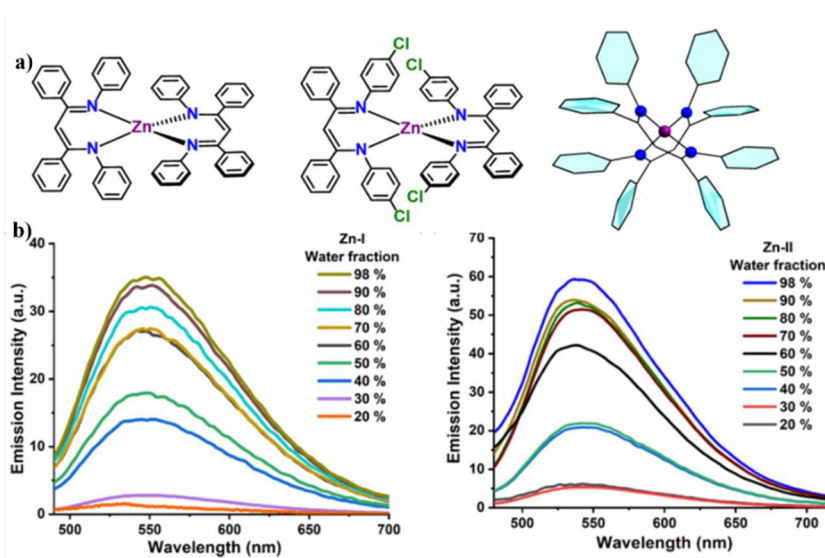 a)
N
N
Zn
N
N
Cl
Cl
N
N
Zn
N
N
Cl
Cl
b)
Zn-I
Water fraction
98 %
90 %
80 %
70 %
60 %
50 %
40 %
30 %
20 %
Emission Intensity (a.u.)
40
30
20
10
0
500
550
600
650
700
Wavelength (nm)
Zn-II
Water fraction
98 %
90 %
80 %
70 %
60 %
50 %
40 %
30 %
20 %
Emission Intensity (a.u.)
70
60
50
40
30
20
10
0
500
550
600
650
700
Wavelength (nm)